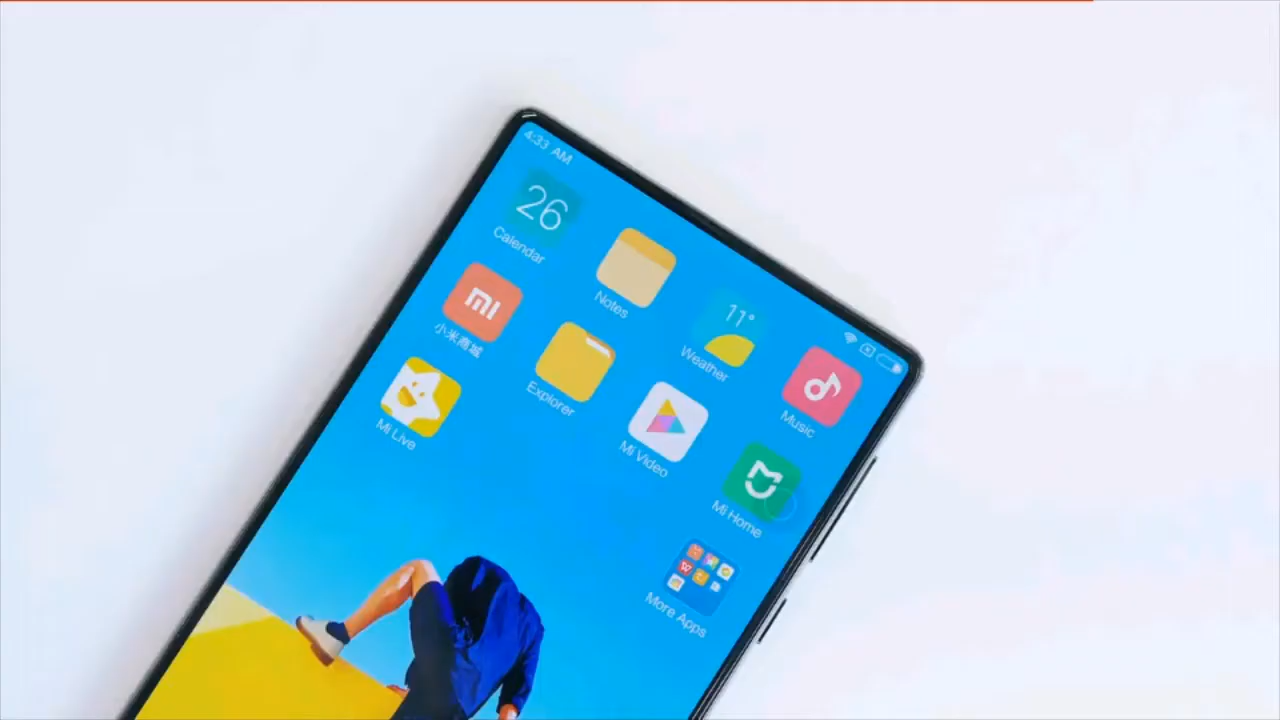 4:33 AM
26
Calendar
Notes
11°
Weather
Music
mi
小米商城
Explorer
Mi Video
Mi Home
Mi Live
More Apps